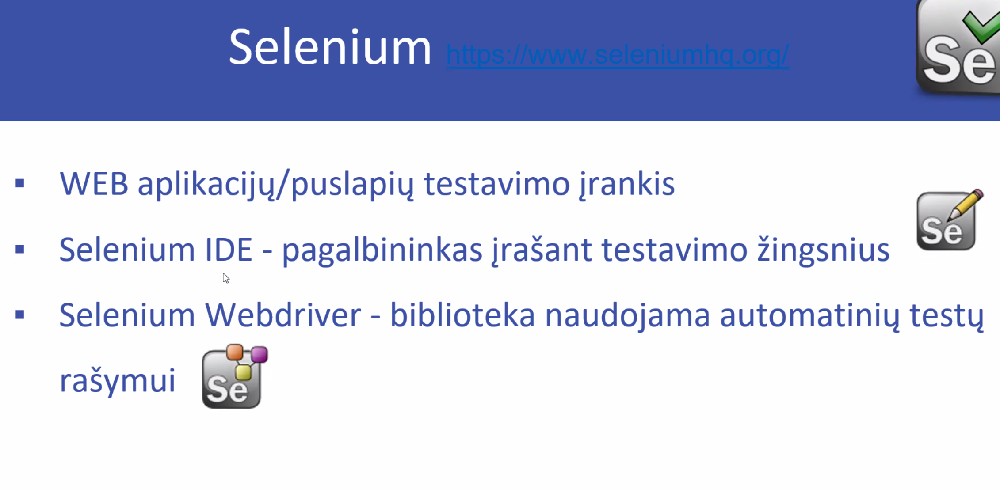 Selenium https://www.seleniumhq.org/
Se
WEB aplikacijų/puslapių testavimo įrankis
Se
Selenium IDE - pagalbininkas įrašant testavimo žingsnius
Selenium Webdriver - biblioteka naudojama automatinių testų
rašymui
Se